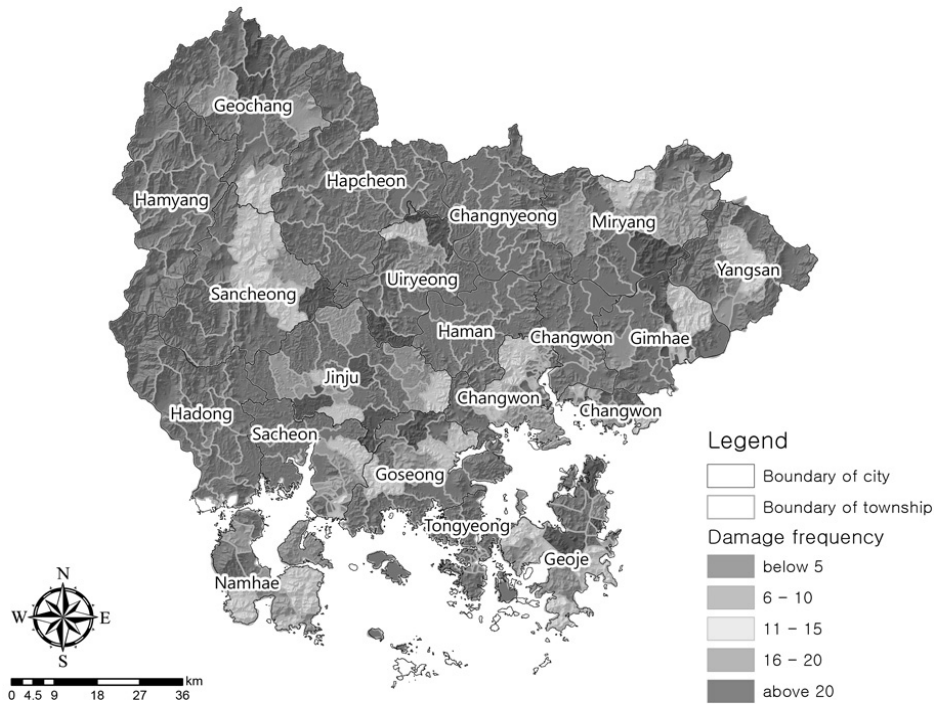 Geochang
Hapcheon
Hamyang
Changnyeong
Miryang
Yangsan
Uiryeong
Sancheong
Haman
Changwon
Gimhae
Jinju
Changwon
Changwon
Hadong
Sacheon
Goseong
Tongyeong
Geoje
Namhae
Legend
Boundary of city
Boundary of township
Damage frequency
below 5
6 – 10
11 – 15
16 – 20
above 20
N
W E
S
km
0 4.5 9 18 27 36